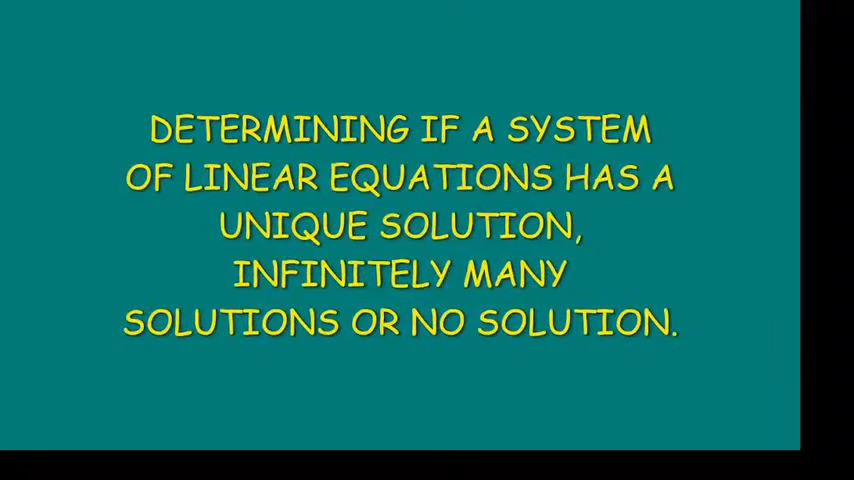 DETERMINING IF A SYSTEM
OF LINEAR EQUATIONS HAS A
UNIQUE SOLUTION,
INFINITELY MANY
SOLUTIONS OR NO SOLUTION.